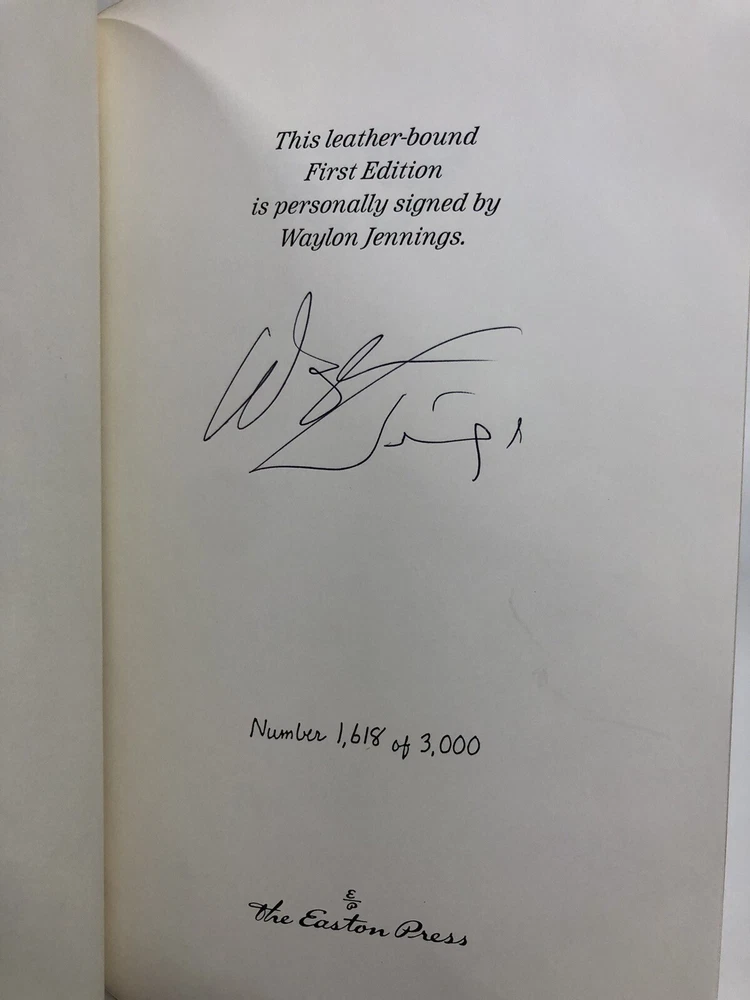 This leather-bound
First Edition
is personally signed by
Waylon Jennings.
Number 1,618 of 3,000
E
P
The Easton Press